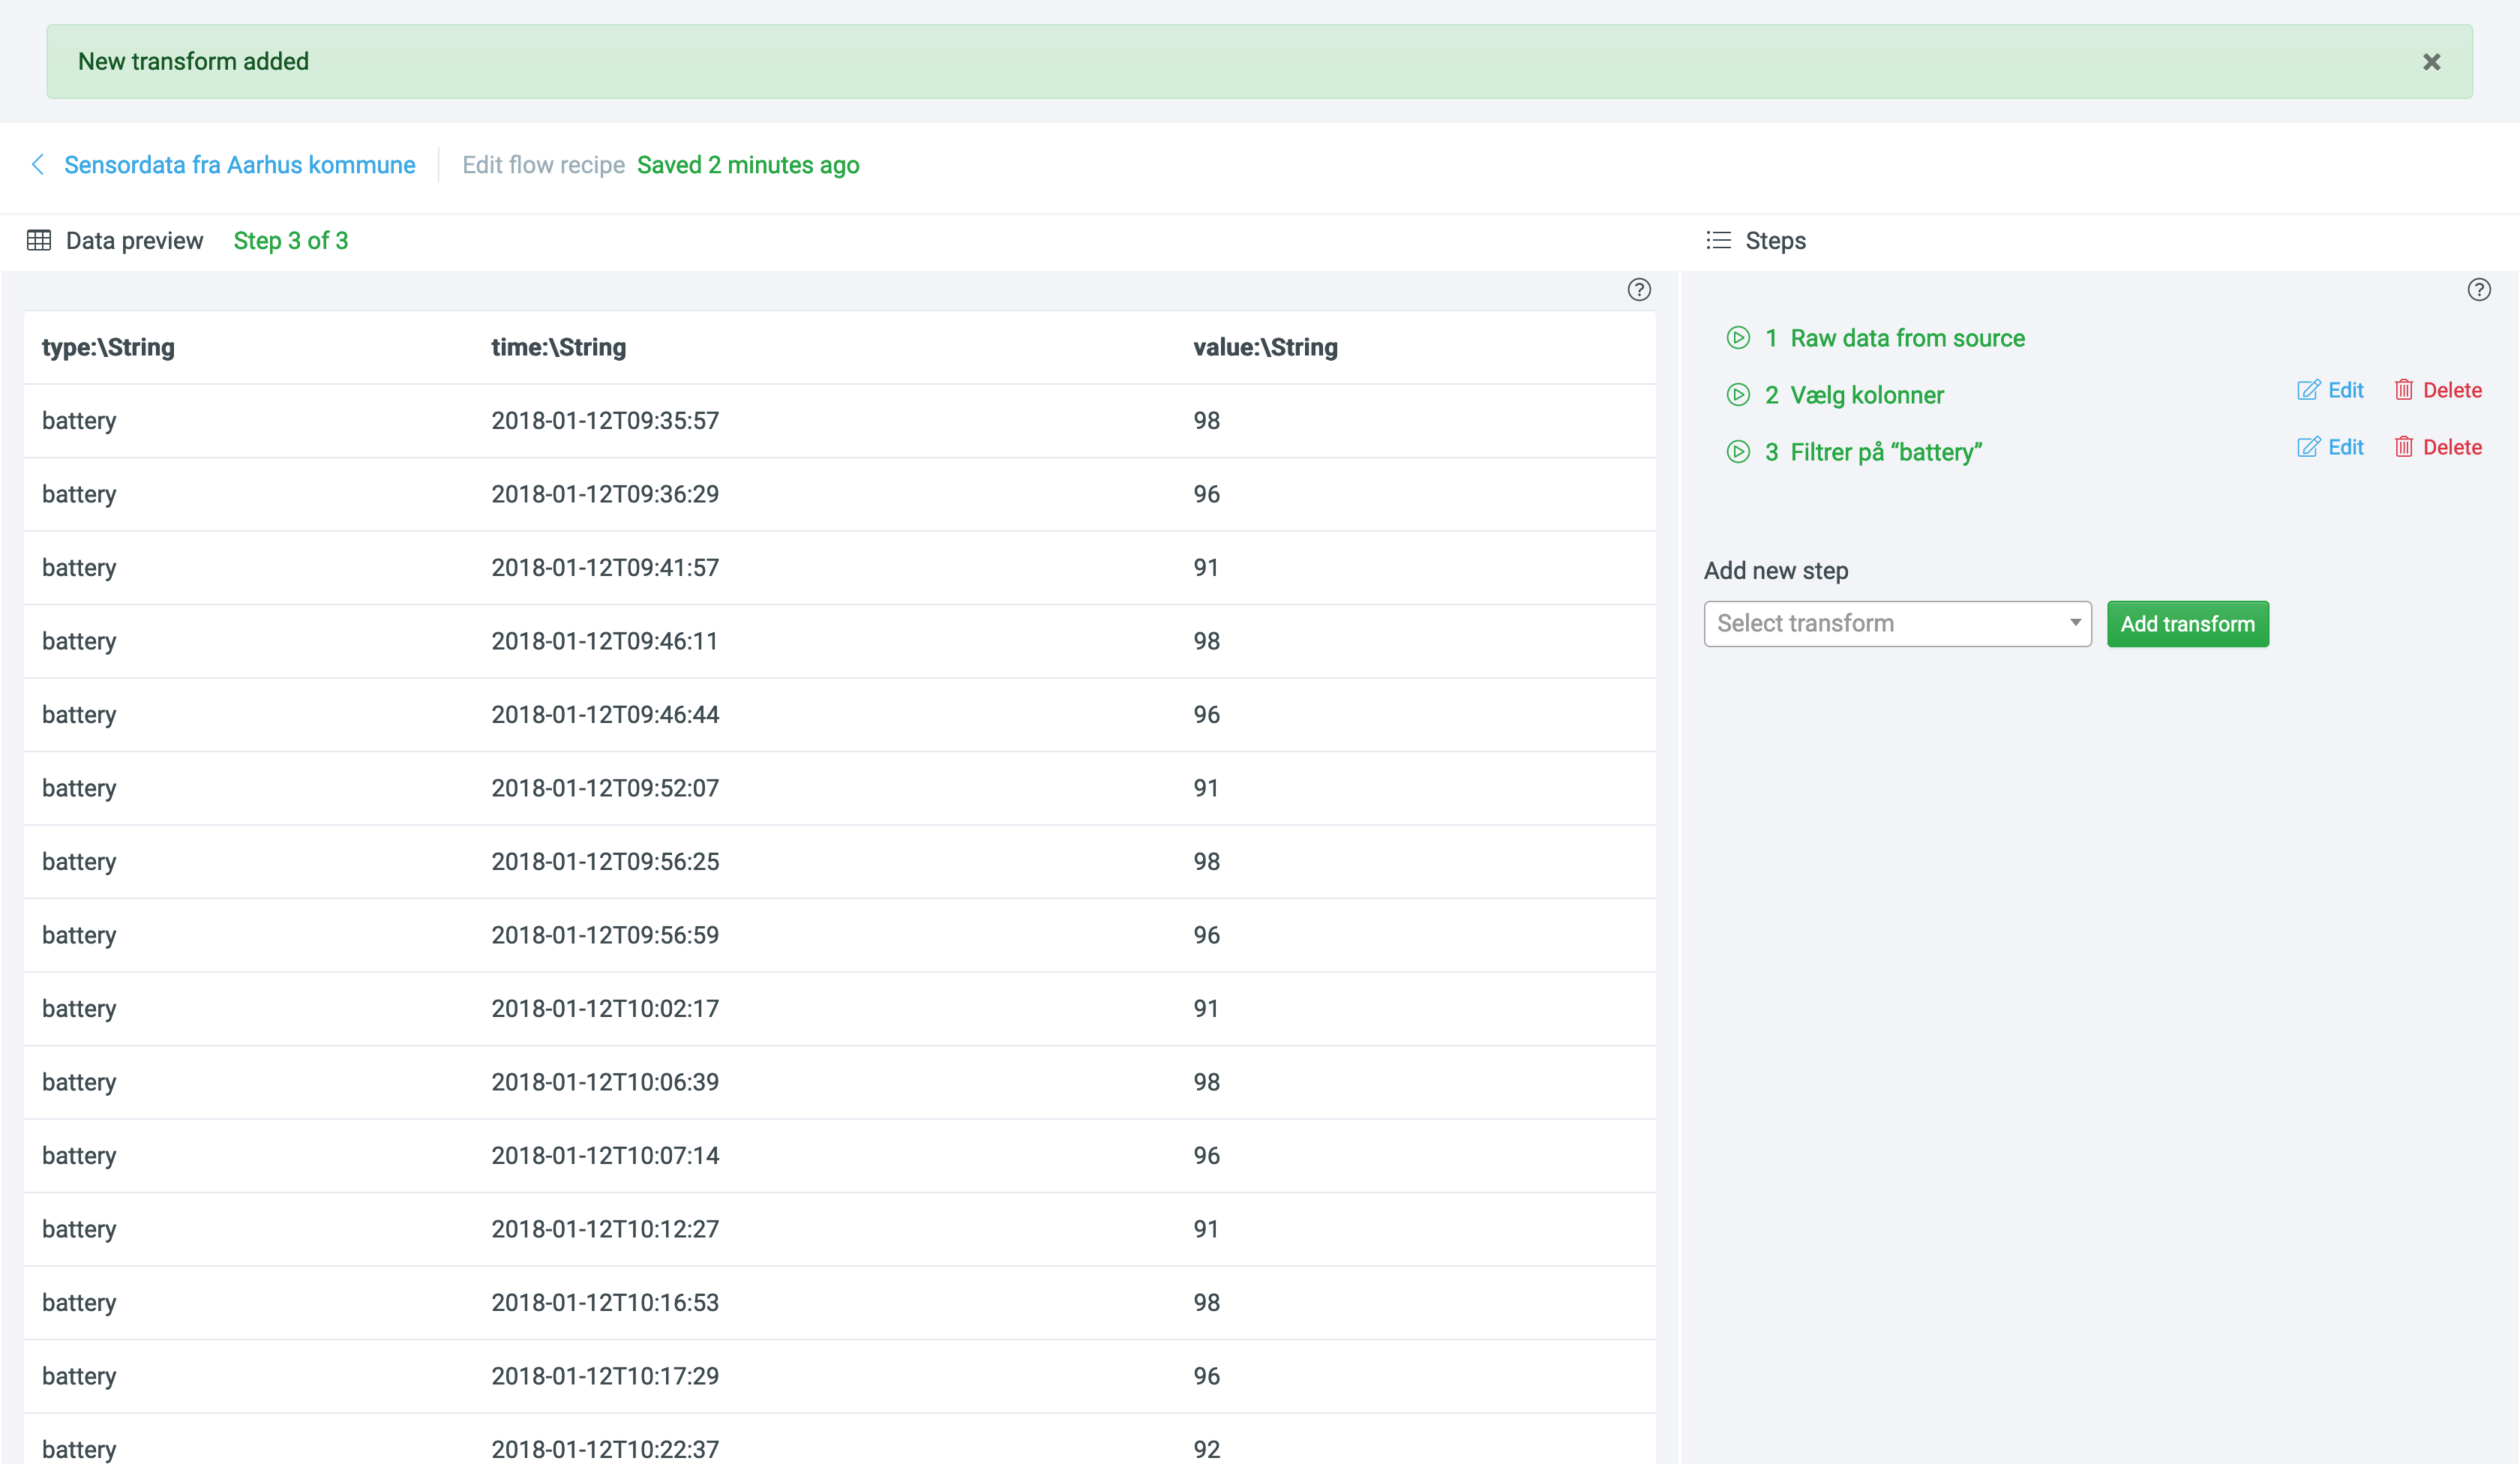 New transform added
Sensordata fra Aarhus kommune Edit flow recipe Saved 2 minutes ago
Data preview Step 3 of 3
type:\String time:\String value:\String
battery 2018-01-12T09:35:57 98
battery 2018-01-12T09:36:29 96
battery 2018-01-12T09:41:57 91
battery 2018-01-12T09:46:11 98
battery 2018-01-12T09:46:44 96
battery 2018-01-12T09:52:07 91
battery 2018-01-12T09:56:25 98
battery 2018-01-12T09:56:59 96
battery 2018-01-12T10:02:17 91
battery 2018-01-12T10:06:39 98
battery 2018-01-12T10:07:14 96
battery 2018-01-12T10:12:27 91
battery 2018-01-12T10:16:53 98
battery 2018-01-12T10:17:29 96
battery 2018-01-12T10:22:37 92
Steps
1 Raw data from source
2 Vælg kolonner Edit Delete
3 Filtrer på “battery” Edit Delete
Add new step
Select transform Add transform